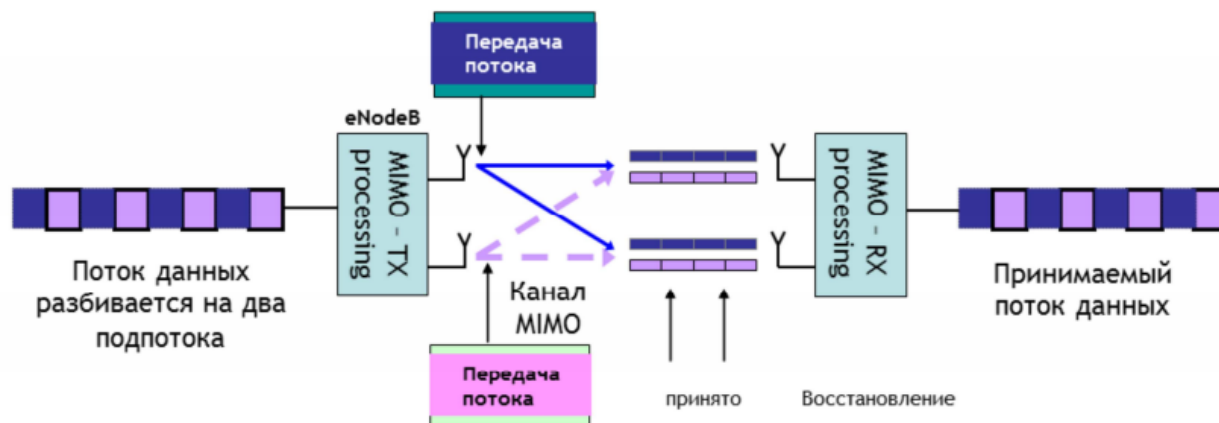 Передача
потока
eNodeB
MIMO - TX
processing
MIMO - RX
processing
Поток данных
разбивается на два
подпотока
Канал
MIMO
Принимаемый
поток данных
Передача
потока
принято
Восстановление